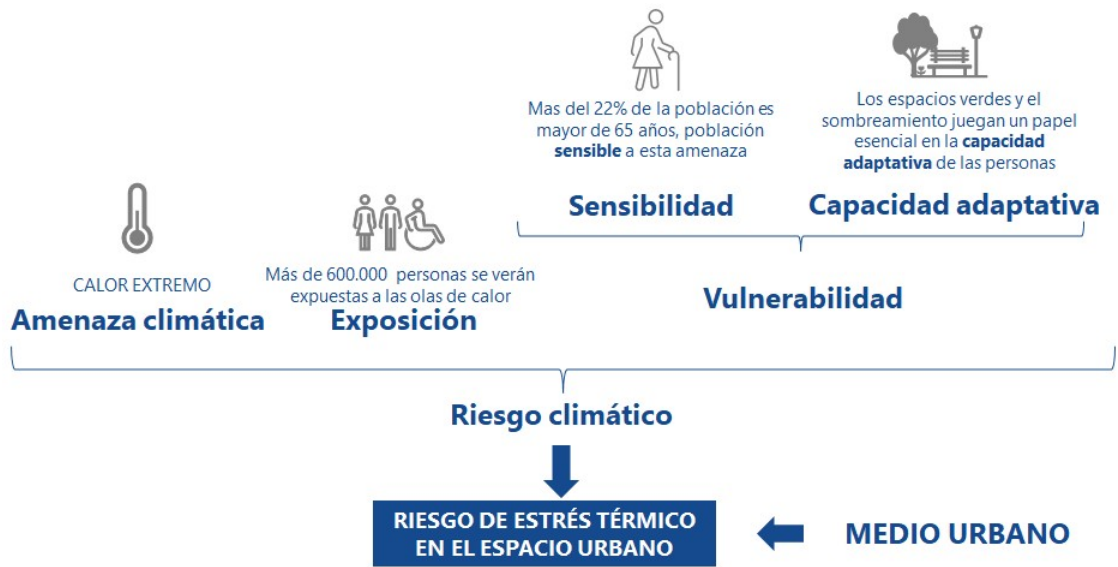 Mas del 22% de la población es
mayor de 65 años, población
sensible a esta amenaza
Sensibilidad
Los espacios verdes y el
sombreamiento juegan un papel
esencial en la capacidad
adaptativa de las personas
Capacidad adaptativa
CALOR EXTREMO
Amenaza climática
Más de 600.000 personas se verán
expuestas a las olas de calor
Exposición
Vulnerabilidad
Riesgo climático
RIESGO DE ESTRÉS TÉRMICO
EN EL ESPACIO URBANO
MEDIO URBANO